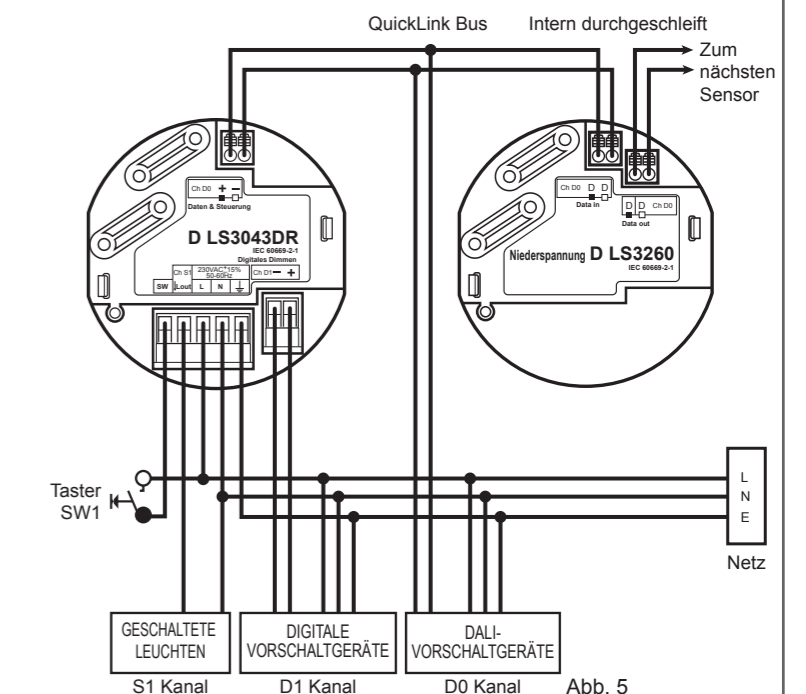 QuickLink Bus
Intern durchgeschleift
Zum
nächsten
Sensor
Ch D0 + −
Daten & Steuerung
D LS3043DR
IEC 60669-2-1
Digitales Dimmen
Ch S1 230VAC±15% Ch D1 − +
50-60Hz
SW Lout L N
Ch D0 D D
Data in
D D Ch D0
Data out
Niederspannung D LS3260
IEC 60669-2-1
Taster
SW1
L
N
E
Netz
GESCHALTETE
LEUCHTEN
DIGITALE
VORSCHALTGERÄTE
DALI-
VORSCHALTGERÄTE
S1 Kanal
D1 Kanal
D0 Kanal
Abb. 5